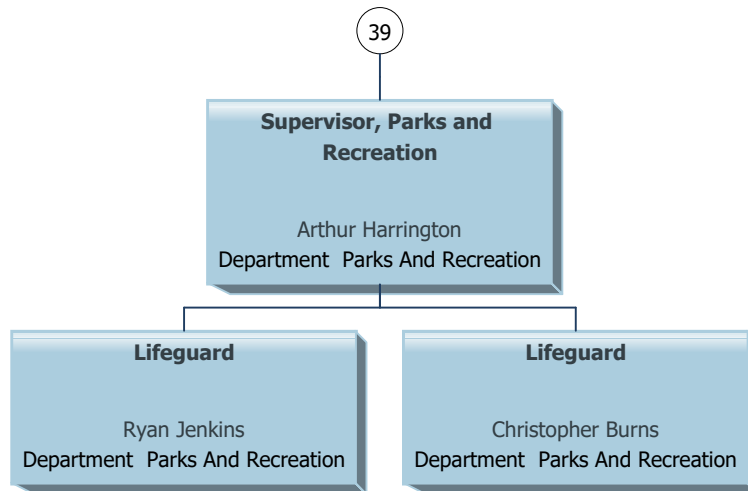 39
Supervisor, Parks and
Recreation
Arthur Harrington
Department  Parks And Recreation
Lifeguard
Ryan Jenkins
Department  Parks And Recreation
Lifeguard
Christopher Burns
Department  Parks And Recreation